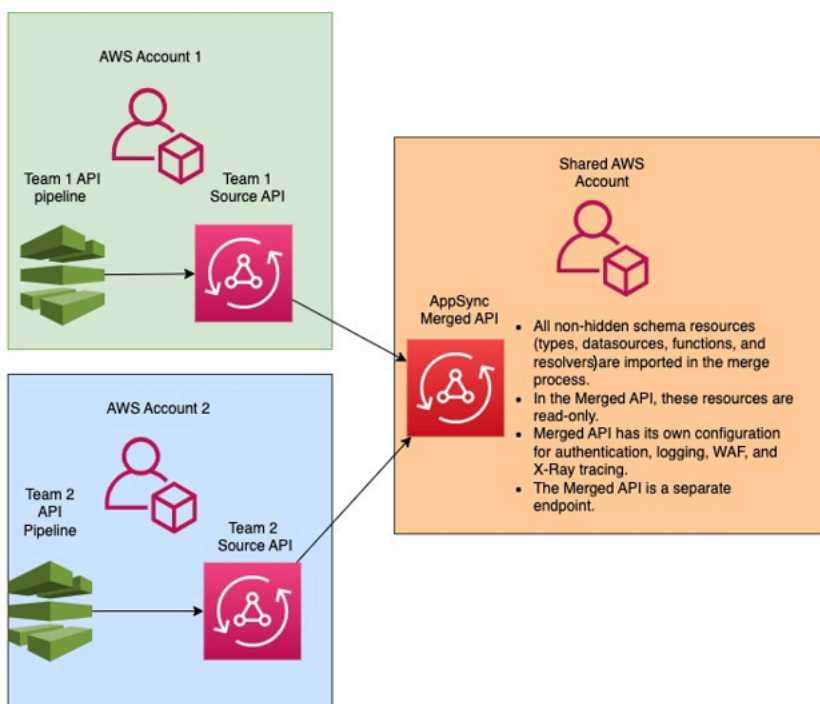 AWS Account 1
Team 1 API
pipeline
Team 1
Source API
AWS Account 2
Team 2
API
Pipeline
Team 2
Source API
Shared AWS
Account
AppSync
Merged API
• All non-hidden schema resources
(types, datasources, functions, and
resolvers)are imported in the merge
process.
• In the Merged API, these resources are
read-only.
• Merged API has its own configuration
for authentication, logging, WAF, and
X-Ray tracing.
• The Merged API is a separate
endpoint.